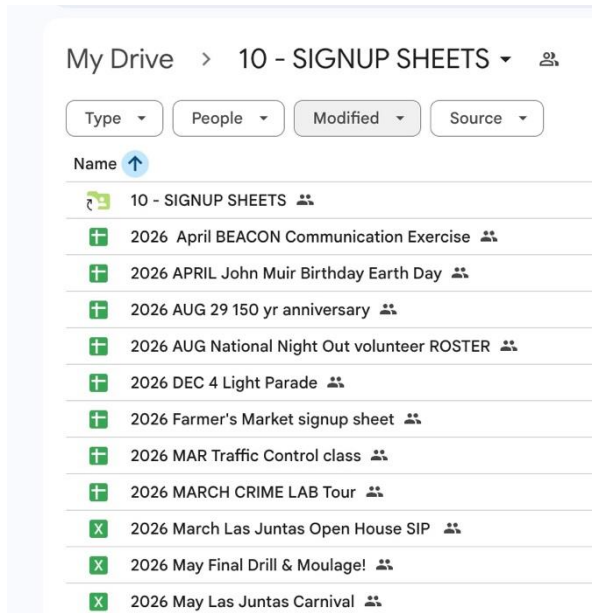 My Drive > 10 - SIGNUP SHEETS
Type People Modified Source
Name
10 - SIGNUP SHEETS
2026 April BEACON Communication Exercise
2026 APRIL John Muir Birthday Earth Day
2026 AUG 29 150 yr anniversary
2026 AUG National Night Out volunteer ROSTER
2026 DEC 4 Light Parade
2026 Farmer's Market signup sheet
2026 MAR Traffic Control class
2026 MARCH CRIME LAB Tour
X 2026 March Las Juntas Open House SIP
X 2026 May Final Drill & Moulage!
X 2026 May Las Juntas Carnival